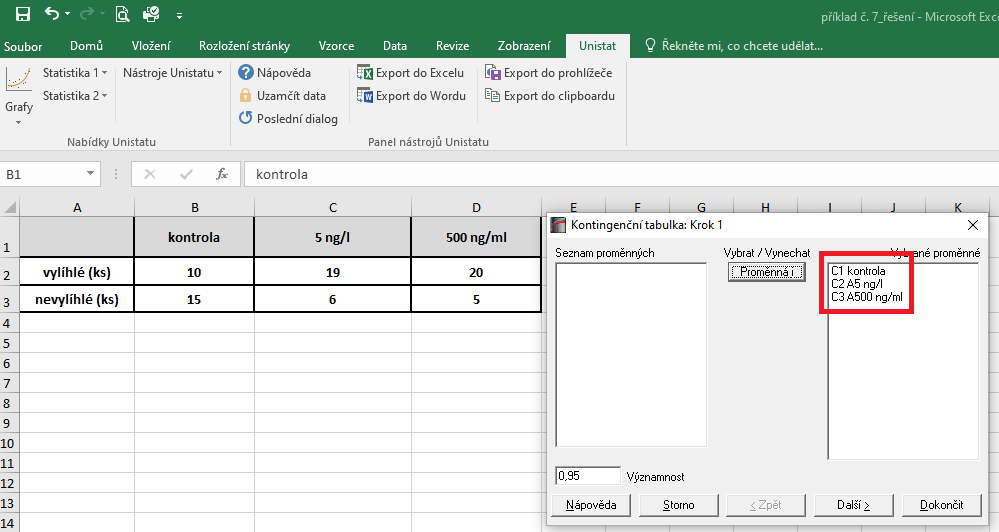 příklad č. 7_řešení - Microsoft Exce
Soubor Domů Vložení Rozložení stránky Vzorce Data Revize Zobrazení Unistat Řekněte mi, co chcete udělat...
Grafy
Statistika 1
Statistika 2
Nástroje Unistatu
Nabídky Unistatu
Nápověda
Uzamčít data
Poslední dialog
Export do Excelu
Export do Wordu
Export do prohlížeče
Export do clipboardu
Panel nástrojů Unistatu
B1 fx kontrola
A B C D E F G H I J K
1 kontrola 5 ng/l 500 ng/ml
2 vylíhlé (ks) 10 19 20
3 nevylíhlé (ks) 15 6 5
4
5
6
7
8
9
10
11
12
13
14
Kontingenční tabulka: Krok 1
Seznam proměnných Vybrat / Vynechat Vybrané proměnné
Proměnná i
C1 kontrola
C2 A5 ng/l
C3 A500 ng/ml
0,95 Významnost
Nápověda Storno < Zpět Další > Dokončit